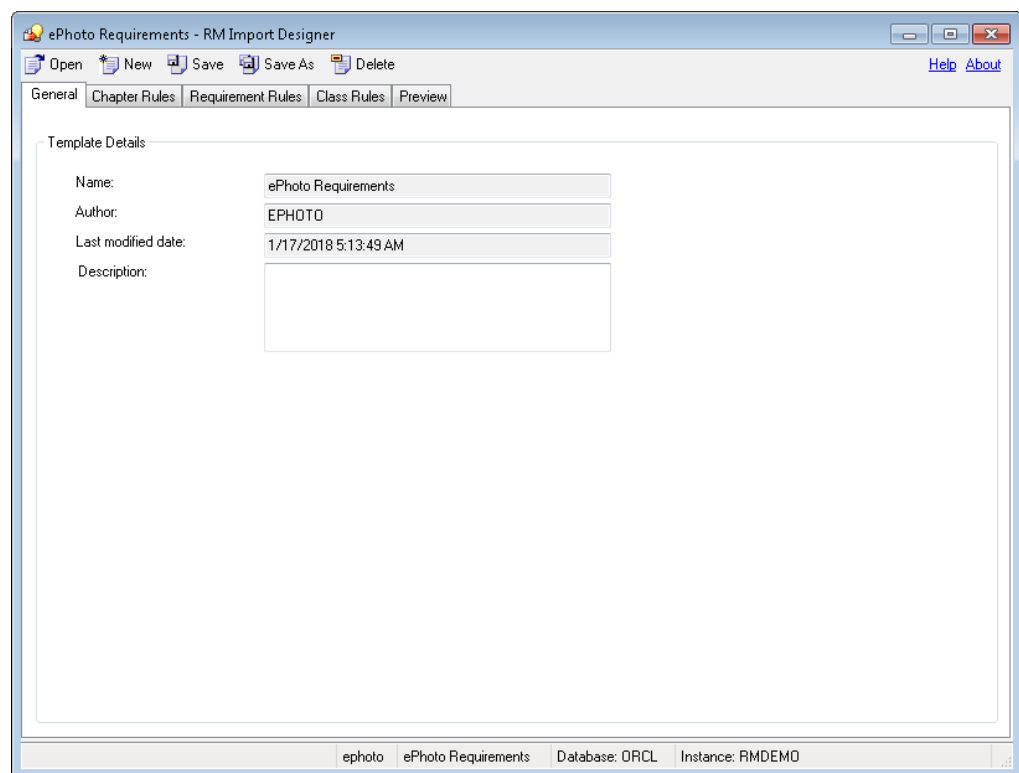 ePhoto Requirements - RM Import Designer
Open New Save Save As Delete Help About
General Chapter Rules Requirement Rules Class Rules Preview
Template Details
Name: ePhoto Requirements
Author: EPHOTO
Last modified date: 1/17/2018 5:13:49 AM
Description:
ephoto ePhoto Requirements Database: ORCL Instance: RMDEMO